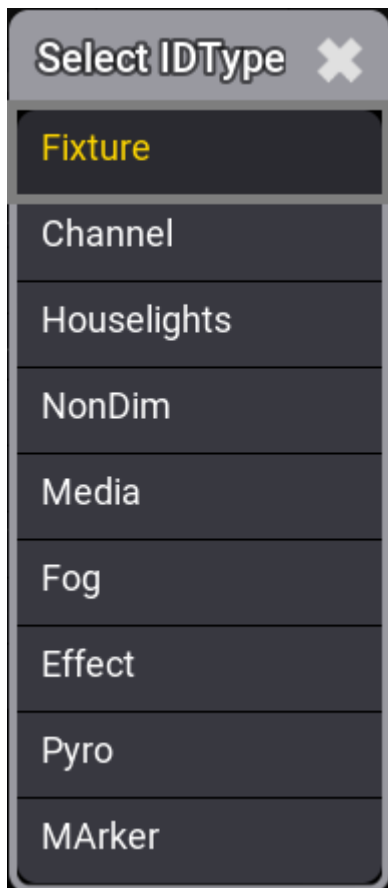 Select IDType
Fixture
Channel
Houselights
NonDim
Media
Fog
Effect
Pyro
MArker